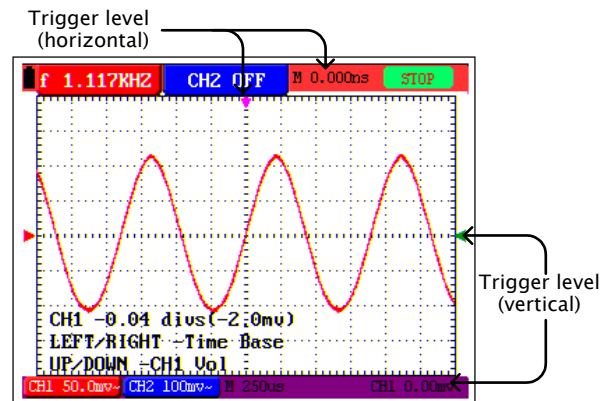 Trigger level
(horizontal)
f 1.117KHZ CH2 OFF M 0.000ns STOP
Trigger level
(vertical)
CH1 -0.04 divs(-2.0mv)
LEFT/RIGHT -Time Base
UP/DOWN -CH1 Vol
CH1 50.0mv~ CH2 100mv~ M 250us CH1 0.00mv